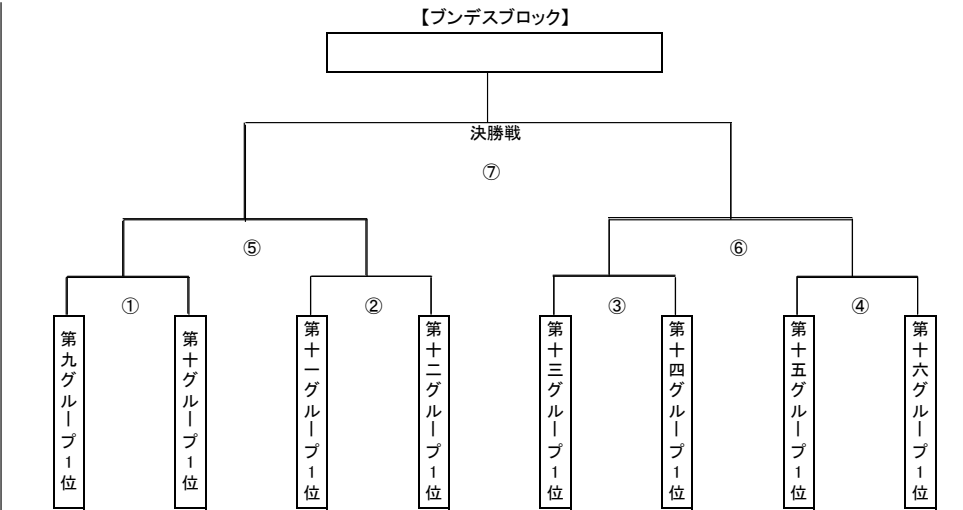 【ブンデスブロック】
決勝戦
⑦
⑤
⑥
①
②
③
④
第九グループ1位
第十グループ1位
第十一グループ1位
第十二グループ1位
第十三グループ1位
第十四グループ1位
第十五グループ1位
第十六グループ1位